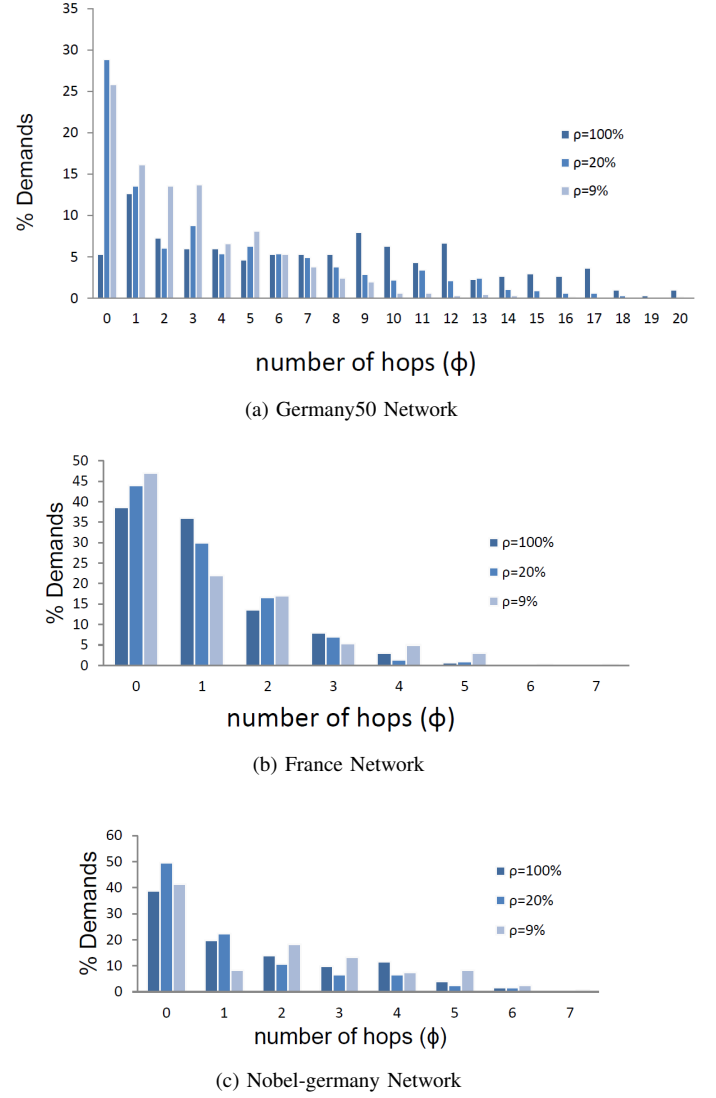 35
30
25
20
15
10
5
0
% Demands
ρ=100%
ρ=20%
ρ=9%
0 1 2 3 4 5 6 7 8 9 10 11 12 13 14 15 16 17 18 19 20
number of hops (ϕ)
(a) Germany50 Network
50
45
40
35
30
25
20
15
10
5
0
% Demands
ρ=100%
ρ=20%
ρ=9%
0 1 2 3 4 5 6 7
number of hops (ϕ)
(b) France Network
60
50
40
30
20
10
0
% Demands
ρ=100%
ρ=20%
ρ=9%
0 1 2 3 4 5 6 7
number of hops (ϕ)
(c) Nobel-germany Network